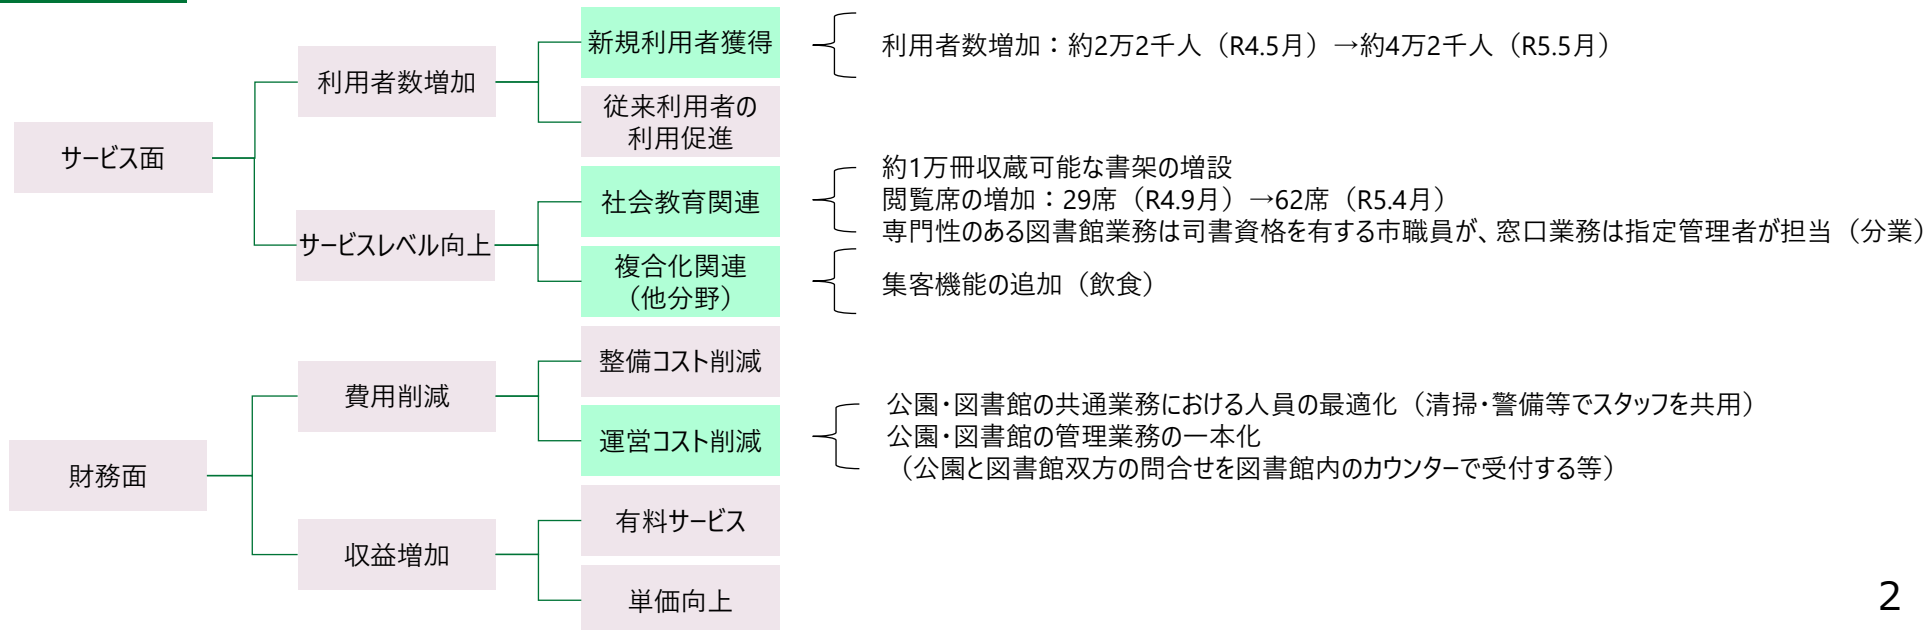 新規利用者獲得
利用者数増加：約2万2千人（R4.5月）→約4万2千人（R5.5月）
利用者数増加
従来利用者の
利用促進
サービス面
社会教育関連
約1万冊収蔵可能な書架の増設
閲覧席の増加：29席（R4.9月）→62席（R5.4月）
専門性のある図書館業務は司書資格を有する市職員が、窓口業務は指定管理者が担当（分業）
サービスレベル向上
複合化関連
（他分野）
集客機能の追加（飲食）
整備コスト削減
費用削減
運営コスト削減
公園・図書館の共通業務における人員の最適化（清掃・警備等でスタッフを共用）
公園・図書館の管理業務の一本化
（公園と図書館双方の問合せを図書館内のカウンターで受付する等）
財務面
有料サービス
収益増加
単価向上
2